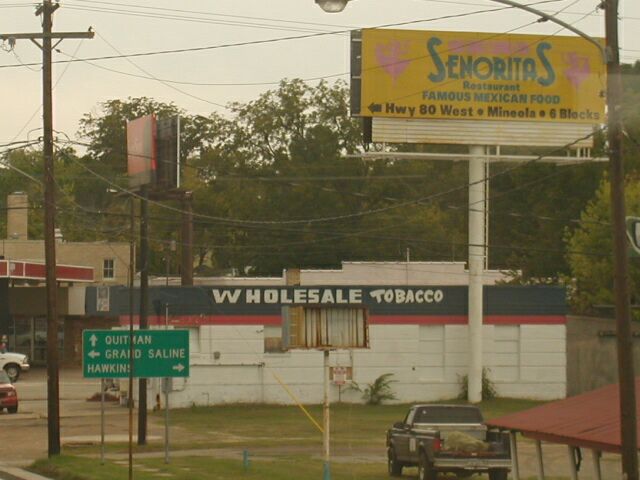 SEÑORITAS
Restaurant
FAMOUS MEXICAN FOOD
Hwy 80 West • Mineola • 6 Blocks
WHOLESALE TOBACCO
QUITMAN
GRAND SALINE
HAWKINS